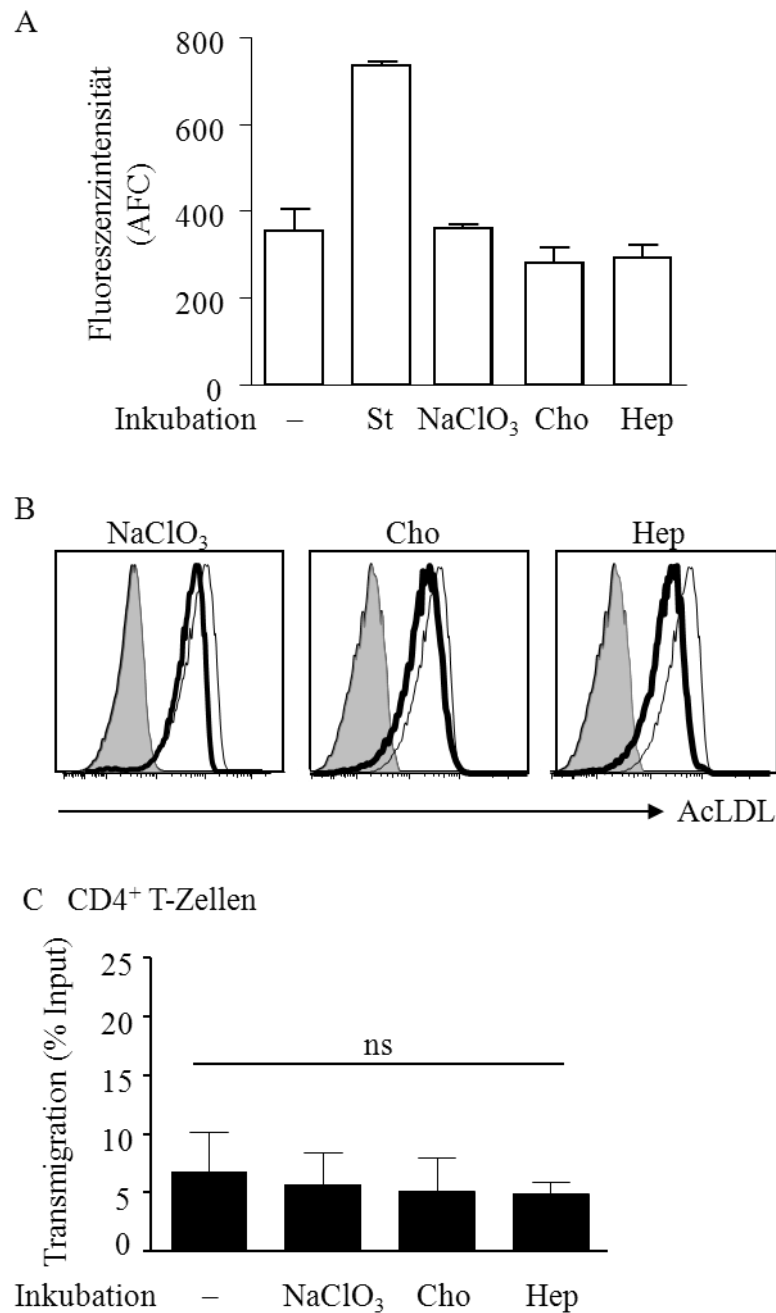 A
Fluoreszenzintensität
(AFC)
800
600
400
200
0
Inkubation – St NaClO₃ Cho Hep
B
NaClO₃ Cho Hep
AcLDL
C CD4⁺ T-Zellen
Transmigration (% Input)
25
20
15
10
5
0
ns
Inkubation – NaClO₃ Cho Hep